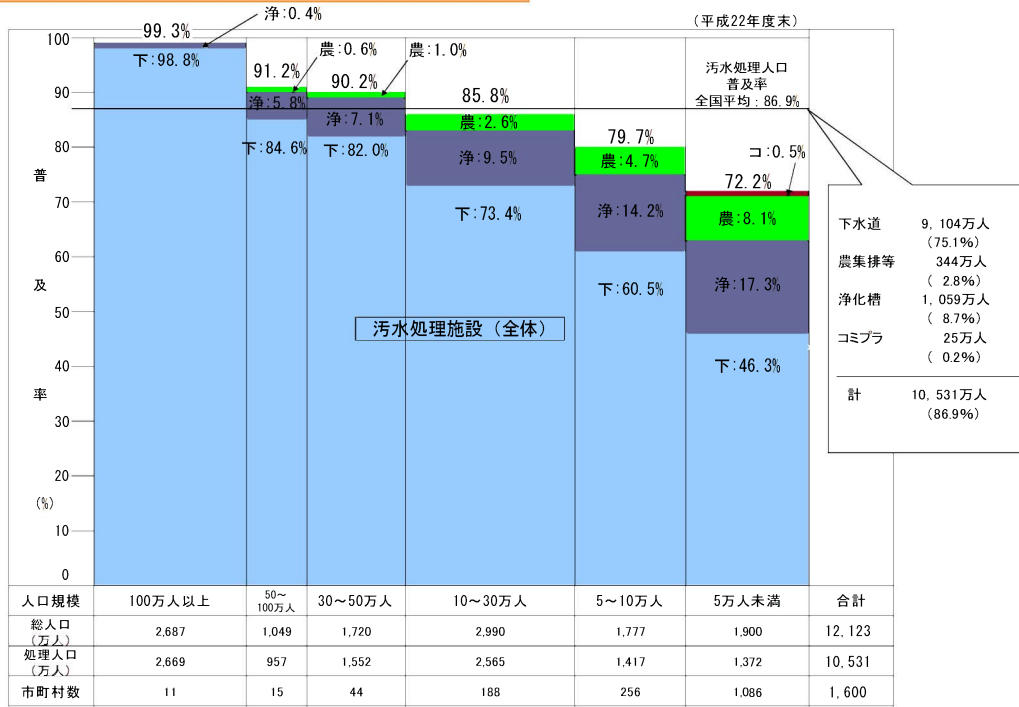 (平成22年度末)
99.3%
浄:0.4%
下:98.8%
91.2%
農:0.6%
浄:5.8%
下:84.6%
90.2%
農:1.0%
浄:7.1%
下:82.0%
85.8%
農:2.6%
浄:9.5%
下:73.4%
79.7%
農:4.7%
浄:14.2%
下:60.5%
72.2%
コ:0.5%
農:8.1%
浄:17.3%
下:46.3%
汚水処理人口
普及率
全国平均:86.9%
汚水処理施設(全体)
100
90
80
70
60
50
40
30
20
10
0
普
及
率
(%)
下水道 9,104万人
(75.1%)
農集排等 344万人
( 2.8%)
浄化槽 1,059万人
( 8.7%)
コミプラ 25万人
( 0.2%)
計 10,531万人
(86.9%)
人口規模 100万人以上 50~100万人 30~50万人 10~30万人 5~10万人 5万人未満 合計
総人口(万人) 2,687 1,049 1,720 2,990 1,777 1,900 12,123
処理人口(万人) 2,669 957 1,552 2,565 1,417 1,372 10,531
市町村数 11 15 44 188 256 1,086 1,600